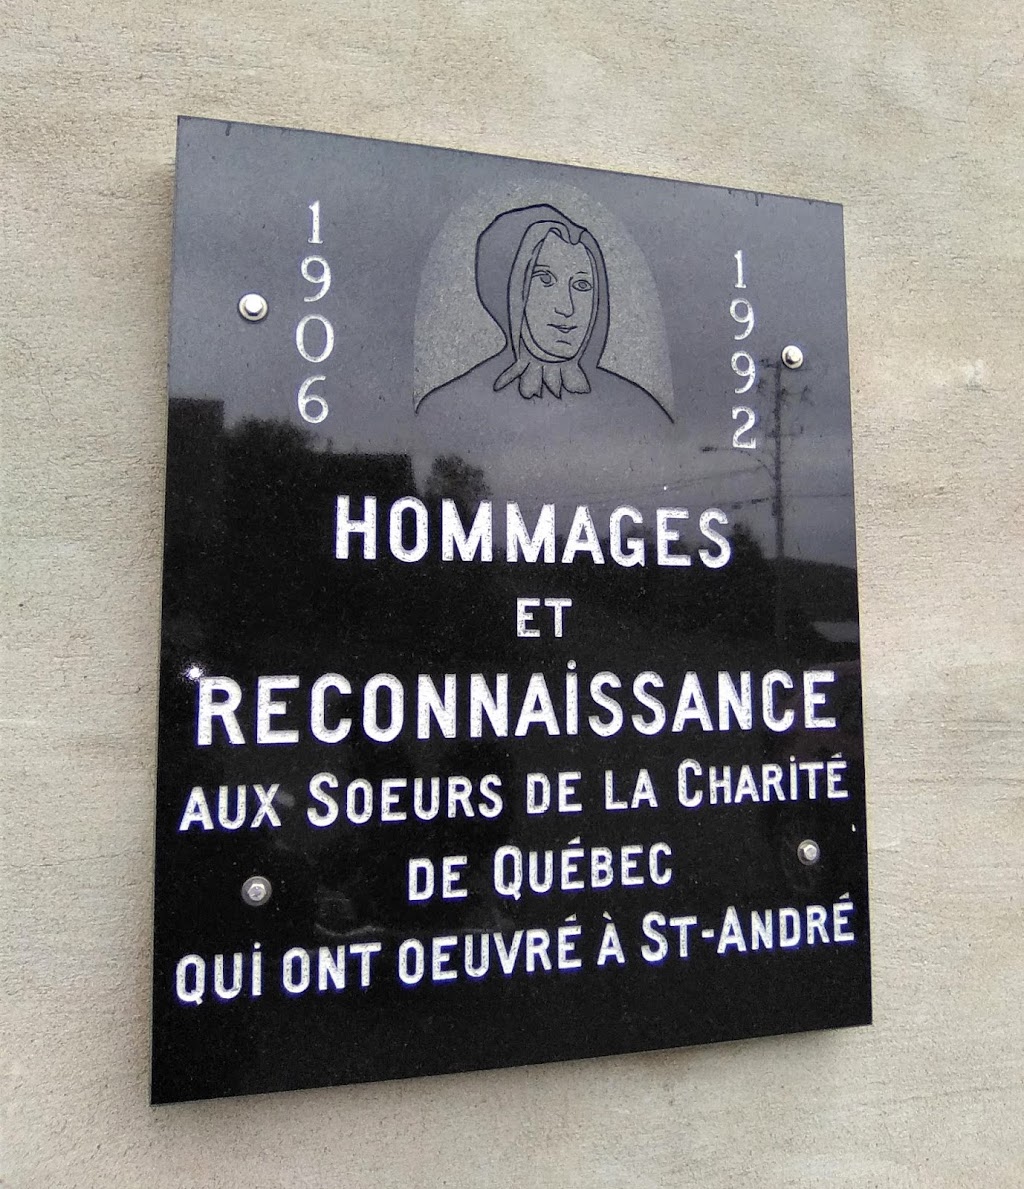 1906
1992
HOMMAGES
ET
RECONNAiSSANCE
AUX SOEURS DE LA CHARiTÉ
DE QUÉBEC
QUi ONT OEUVRÉ À ST-ANDRÉ